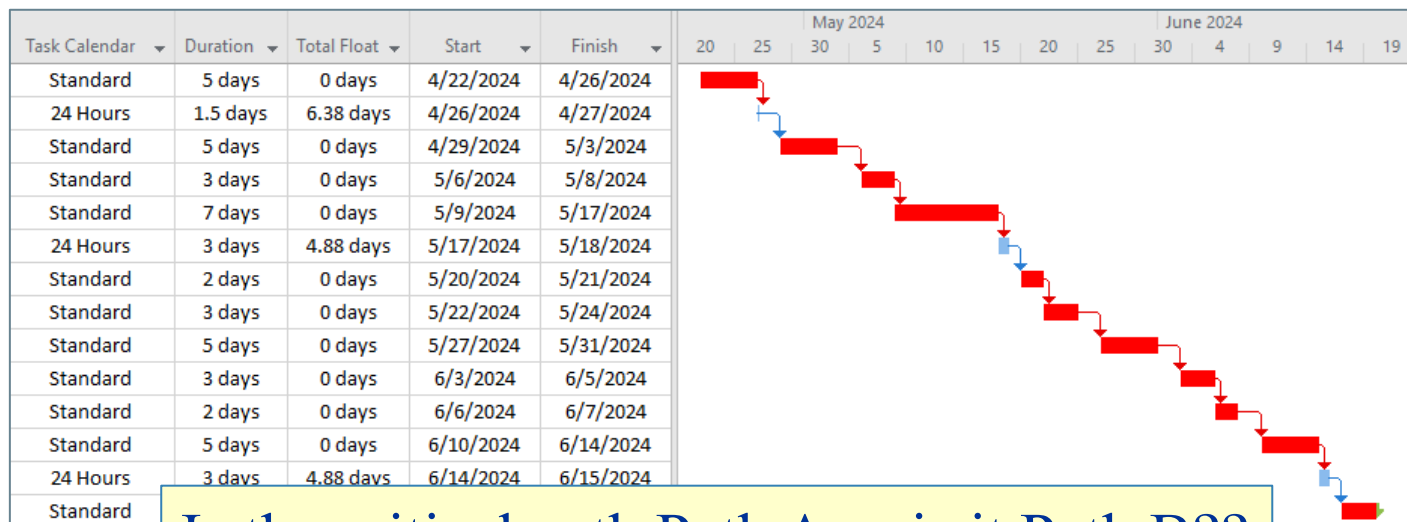 May 2024 June 2024
Task Calendar Duration Total Float Start Finish 20 25 30 5 10 15 20 25 30 4 9 14 19
Standard 5 days 0 days 4/22/2024 4/26/2024
24 Hours 1.5 days 6.38 days 4/26/2024 4/27/2024
Standard 5 days 0 days 4/29/2024 5/3/2024
Standard 3 days 0 days 5/6/2024 5/8/2024
Standard 7 days 0 days 5/9/2024 5/17/2024
24 Hours 3 days 4.88 days 5/17/2024 5/18/2024
Standard 2 days 0 days 5/20/2024 5/21/2024
Standard 3 days 0 days 5/22/2024 5/24/2024
Standard 5 days 0 days 5/27/2024 5/31/2024
Standard 3 days 0 days 6/3/2024 6/5/2024
Standard 2 days 0 days 6/6/2024 6/7/2024
Standard 5 days 0 days 6/10/2024 6/14/2024
24 Hours 3 days 4.88 days 6/14/2024 6/15/2024
Standard
Is the critical path Path A or is it Path B??